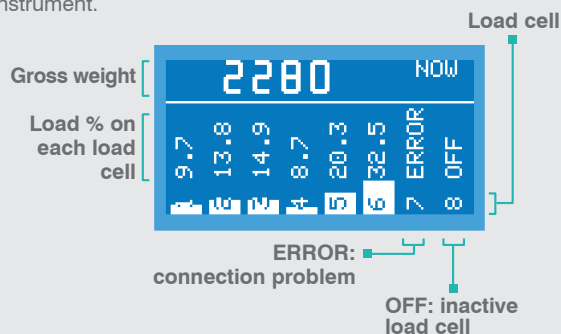 nstrument.
Load cell
Gross weight
2280 NOW
Load % on
each load
cell
9.7
13.8
14.9
8.7
20.3
32.5
ERROR
OFF
4
5
6
7
8
ERROR:
connection problem
OFF: inactive
load cell